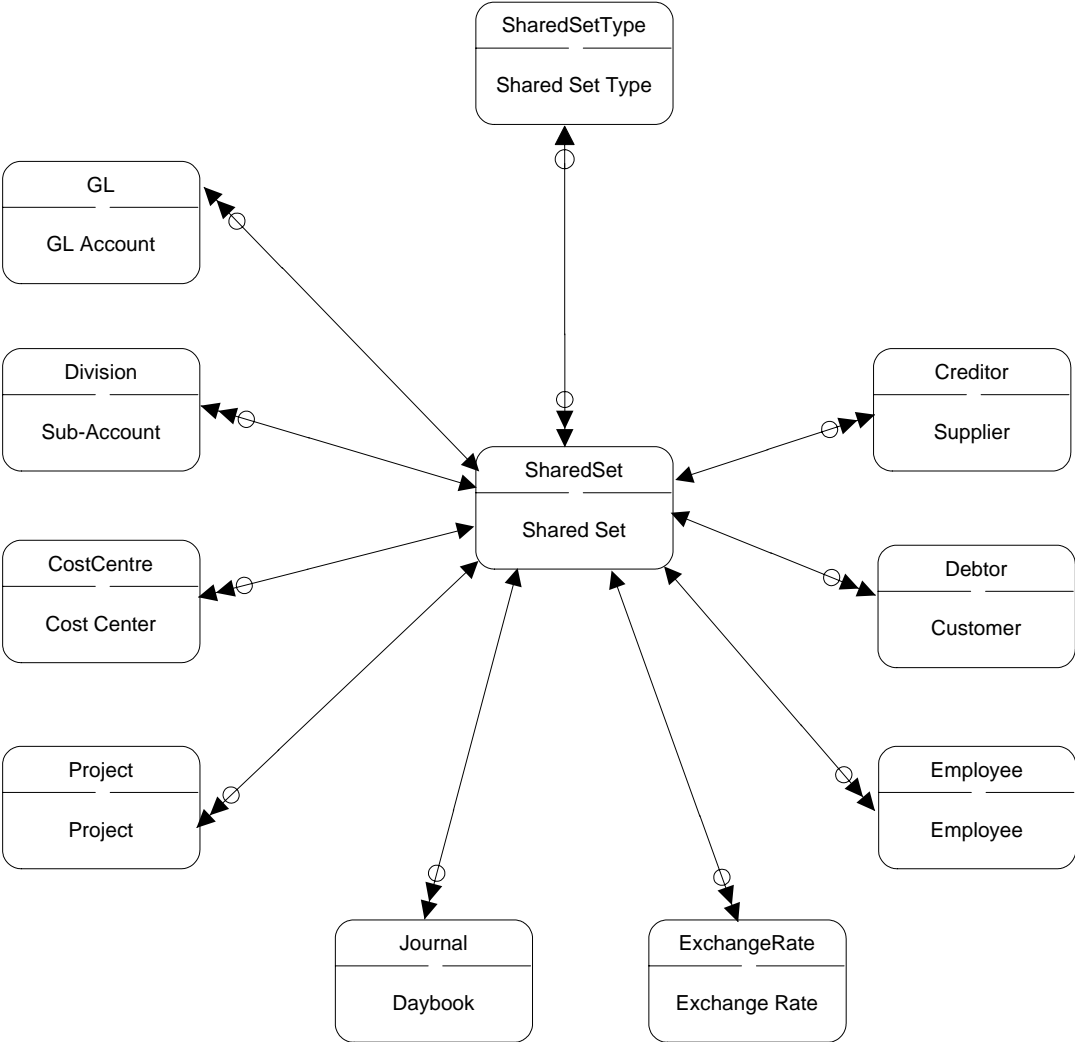 SharedSetType
Shared Set Type
GL
GL Account
Division
Sub-Account
Creditor
Supplier
SharedSet
Shared Set
CostCentre
Cost Center
Debtor
Customer
Project
Project
Employee
Employee
Journal
Daybook
ExchangeRate
Exchange Rate